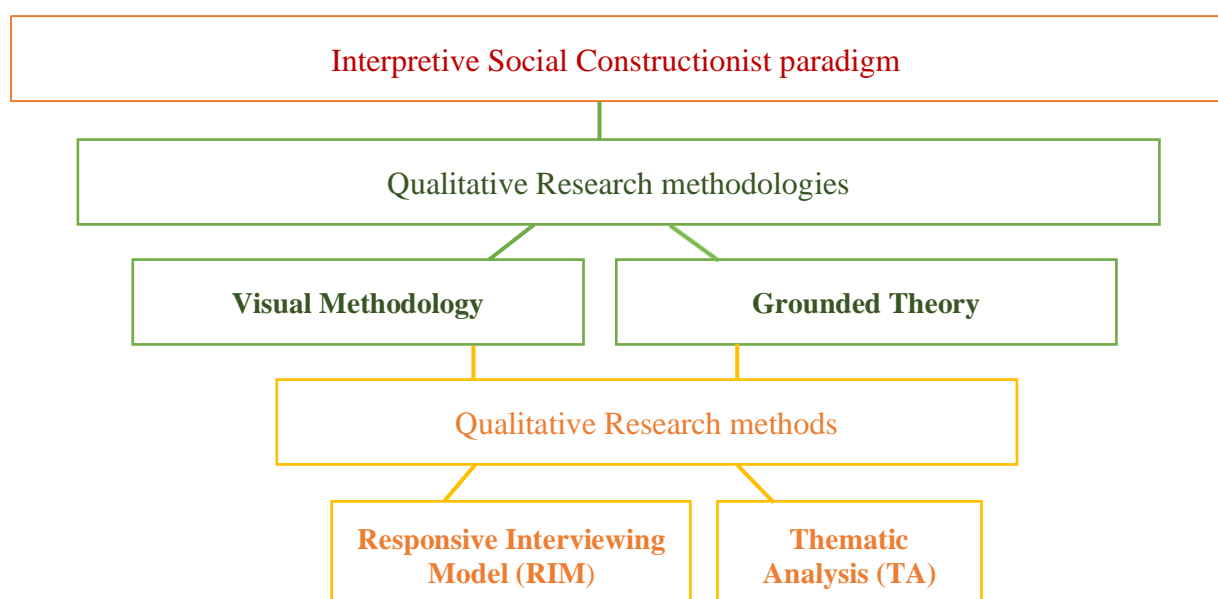 Interpretive Social Constructionist paradigm
Qualitative Research methodologies
Visual Methodology
Grounded Theory
Qualitative Research methods
Responsive Interviewing
Model (RIM)
Thematic
Analysis (TA)